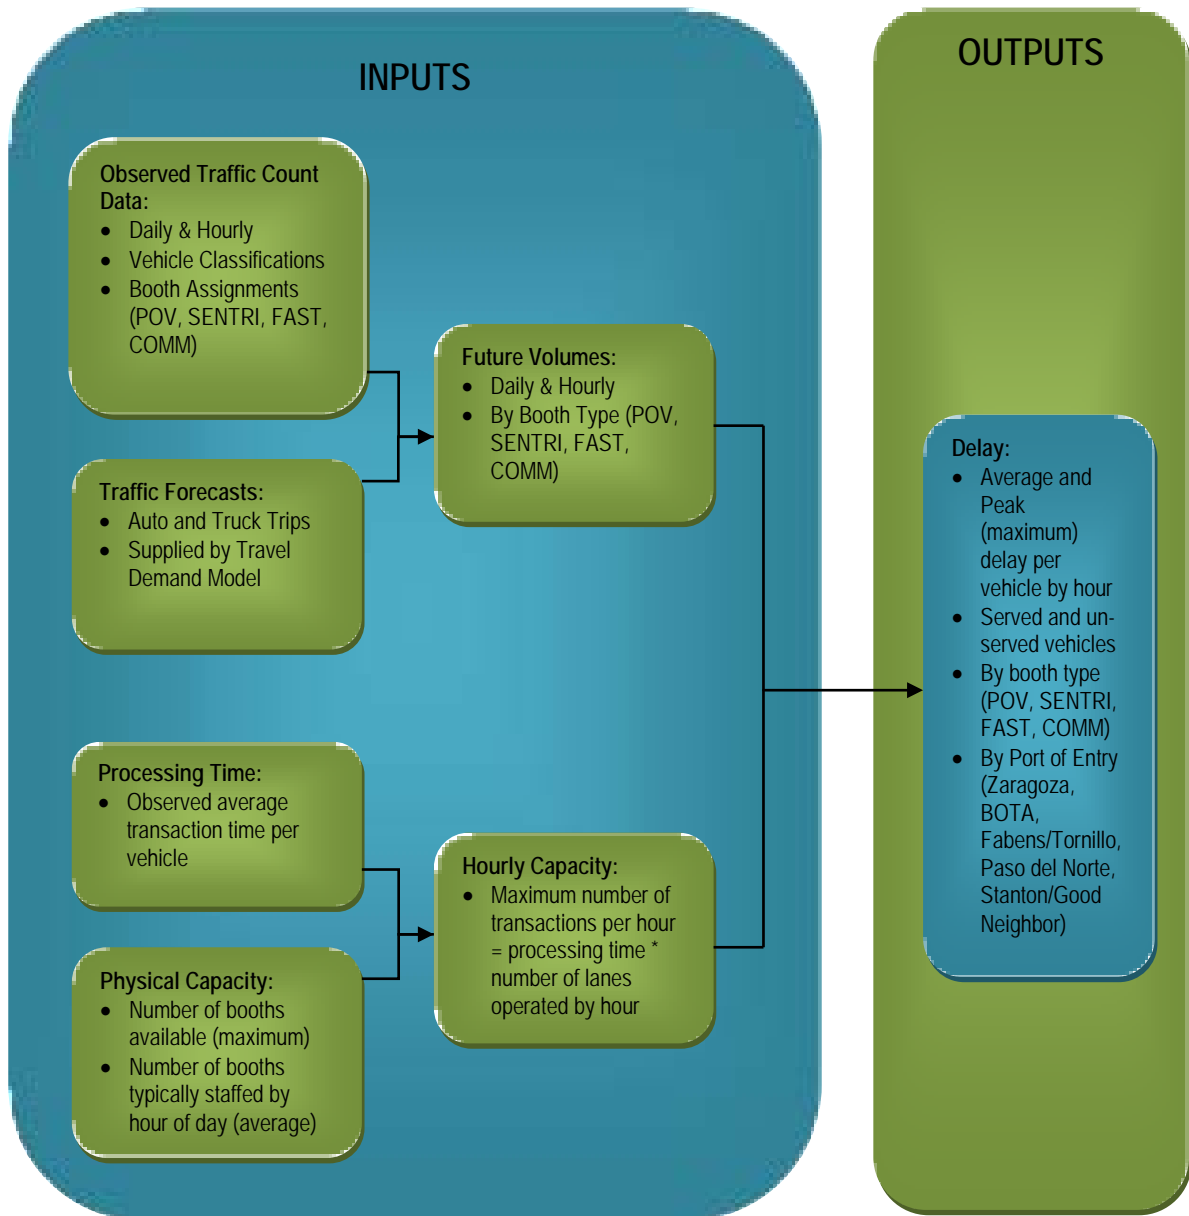 INPUTS
Observed Traffic Count
Data:
• Daily & Hourly
• Vehicle Classifications
• Booth Assignments
(POV, SENTRI, FAST,
COMM)
Traffic Forecasts:
• Auto and Truck Trips
• Supplied by Travel
Demand Model
Future Volumes:
• Daily & Hourly
• By Booth Type (POV,
SENTRI, FAST,
COMM)
Processing Time:
• Observed average
transaction time per
vehicle
Physical Capacity:
• Number of booths
available (maximum)
• Number of booths
typically staffed by
hour of day (average)
Hourly Capacity:
• Maximum number of
transactions per hour
= processing time *
number of lanes
operated by hour
OUTPUTS
Delay:
• Average and
Peak
(maximum)
delay per
vehicle by hour
• Served and un-
served vehicles
• By booth type
(POV, SENTRI,
FAST, COMM)
• By Port of Entry
(Zaragoza,
BOTA,
Fabens/Tornillo,
Paso del Norte,
Stanton/Good
Neighbor)